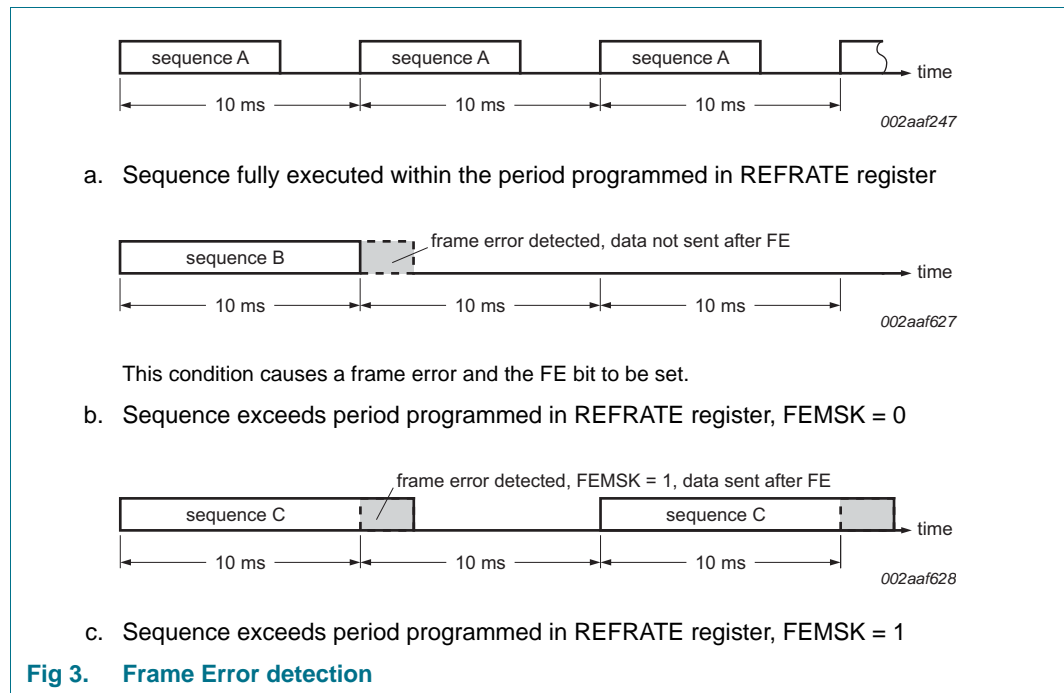 sequence A sequence A sequence A
time
10 ms 10 ms 10 ms
002aaf247
a. Sequence fully executed within the period programmed in REFRATE register
frame error detected, data not sent after FE
sequence B
time
10 ms 10 ms 10 ms
002aaf627
This condition causes a frame error and the FE bit to be set.
b. Sequence exceeds period programmed in REFRATE register, FEMSK = 0
frame error detected, FEMSK = 1, data sent after FE
sequence C sequence C
time
10 ms 10 ms 10 ms
002aaf628
c. Sequence exceeds period programmed in REFRATE register, FEMSK = 1
Fig 3. Frame Error detection